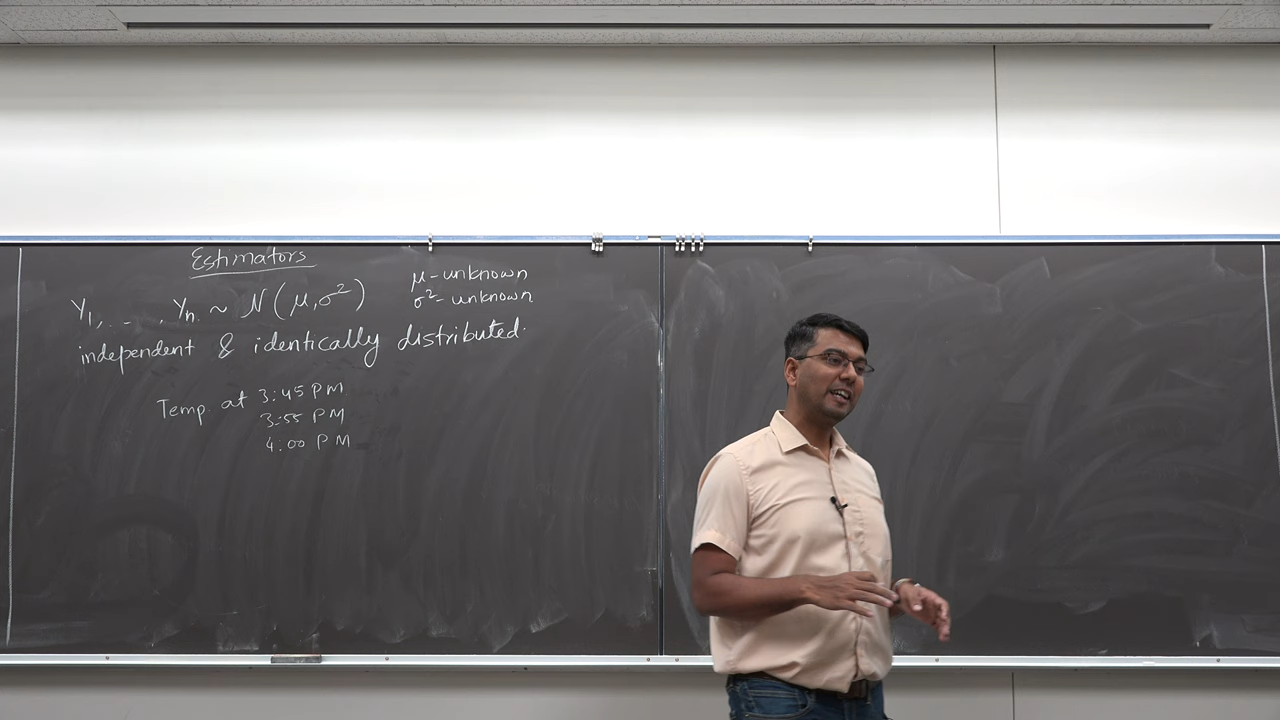 Estimators
Y₁, ..., Yₙ ~ N(μ, σ²)
μ - unknown
σ² - unknown
independent & identically distributed.
Temp. at 3:45 PM
3:55 PM
4:00 PM